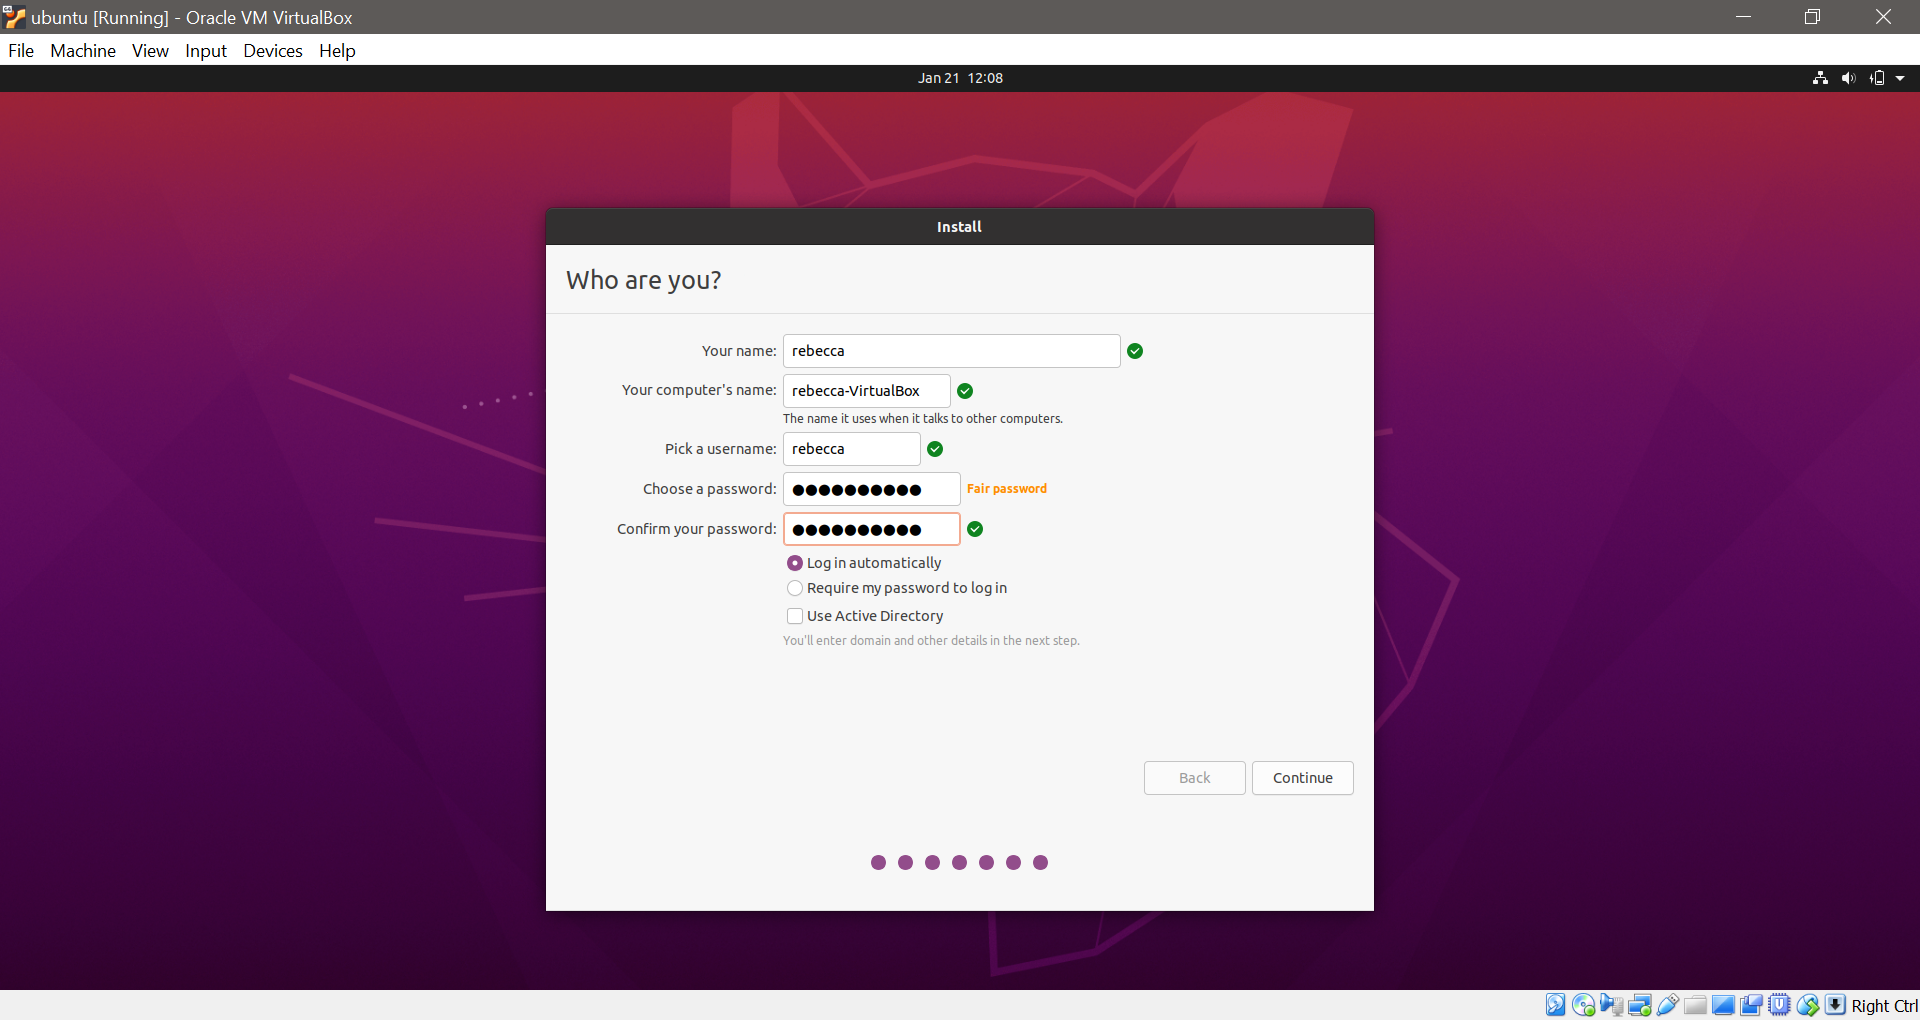 ubuntu [Running] - Oracle VM VirtualBox
File Machine View Input Devices Help
Jan 21 12:08
Install
Who are you?
Your name: rebecca
Your computer's name: rebecca-VirtualBox
The name it uses when it talks to other computers.
Pick a username: rebecca
Choose a password: ●●●●●●●●●● Fair password
Confirm your password: ●●●●●●●●●●
Log in automatically
Require my password to log in
Use Active Directory
You'll enter domain and other details in the next step.
Back Continue
Right Ctrl